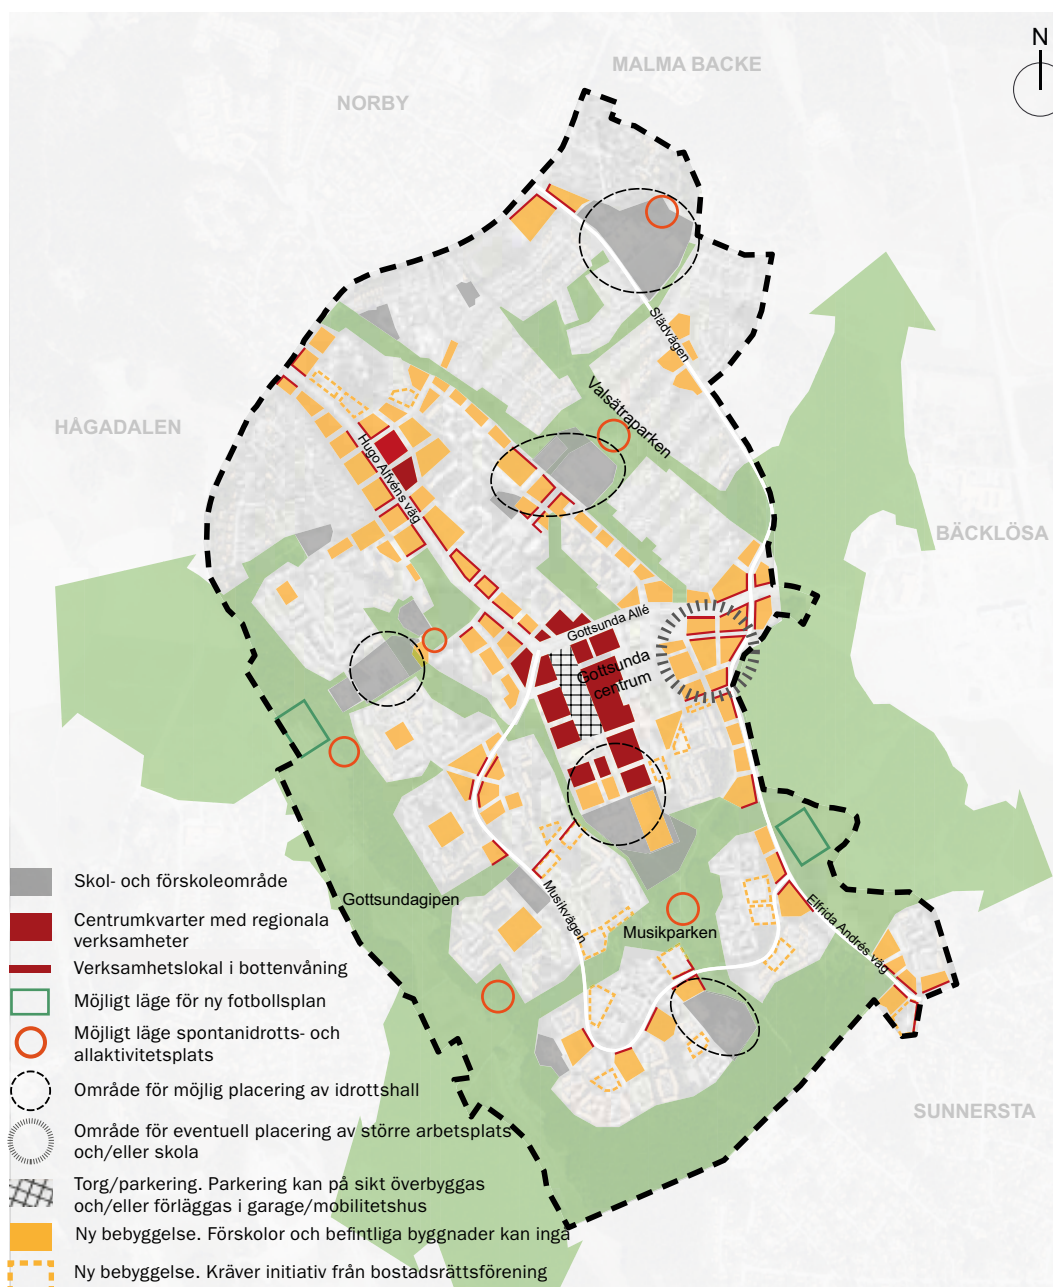 N
MALMA BACKE
NORBY
Slädvägen
Valsätraparken
HÅGADALEN
Hugo Alfvéns väg
BÄCKLÖSA
Gottsunda Allé
Gottsunda
centrum
Skol- och förskoleområde
Gottsundagipen
Centrumkvarter med regionala
verksamheter
Musikvägen
Musikparken
Elfrida Andrés väg
Verksamhetslokal i bottenvåning
Möjligt läge för ny fotbollsplan
Möjligt läge spontanidrotts- och
allaktivitetsplats
Område för möjlig placering av idrottshall
SUNNERSTA
Område för eventuell placering av större arbetsplats
och/eller skola
Torg/parkering. Parkering kan på sikt överbyggas
och/eller förläggas i garage/mobilitetshus
Ny bebyggelse. Förskolor och befintliga byggnader kan ingå
Ny bebyggelse. Kräver initiativ från bostadsrättsförening